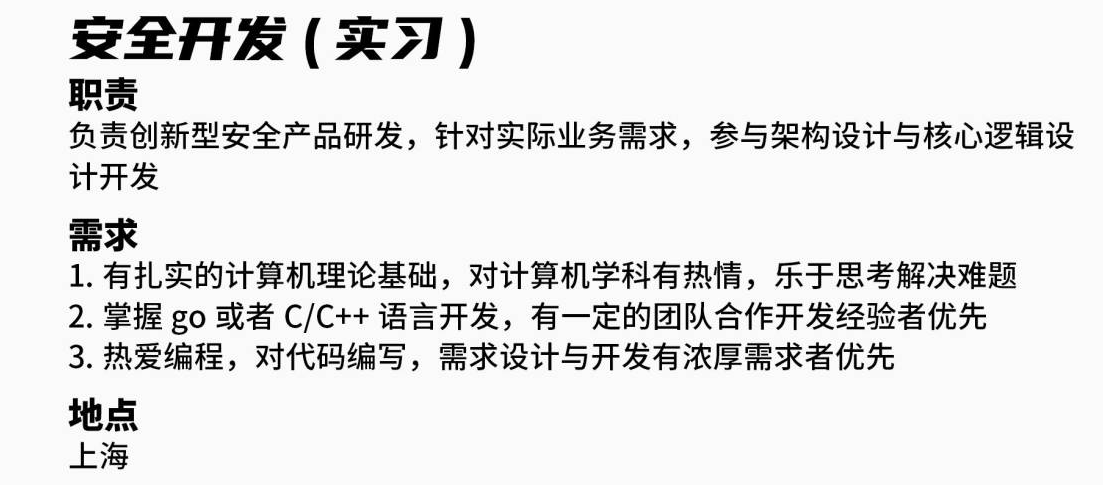 安全开发 ( 实习 )
职责
负责创新型安全产品研发，针对实际业务需求，参与架构设计与核心逻辑设
计开发
需求
1. 有扎实的计算机理论基础，对计算机学科有热情，乐于思考解决难题
2. 掌握 go 或者 C/C++ 语言开发，有一定的团队合作开发经验者优先
3. 热爱编程，对代码编写，需求设计与开发有浓厚需求者优先
地点
上海